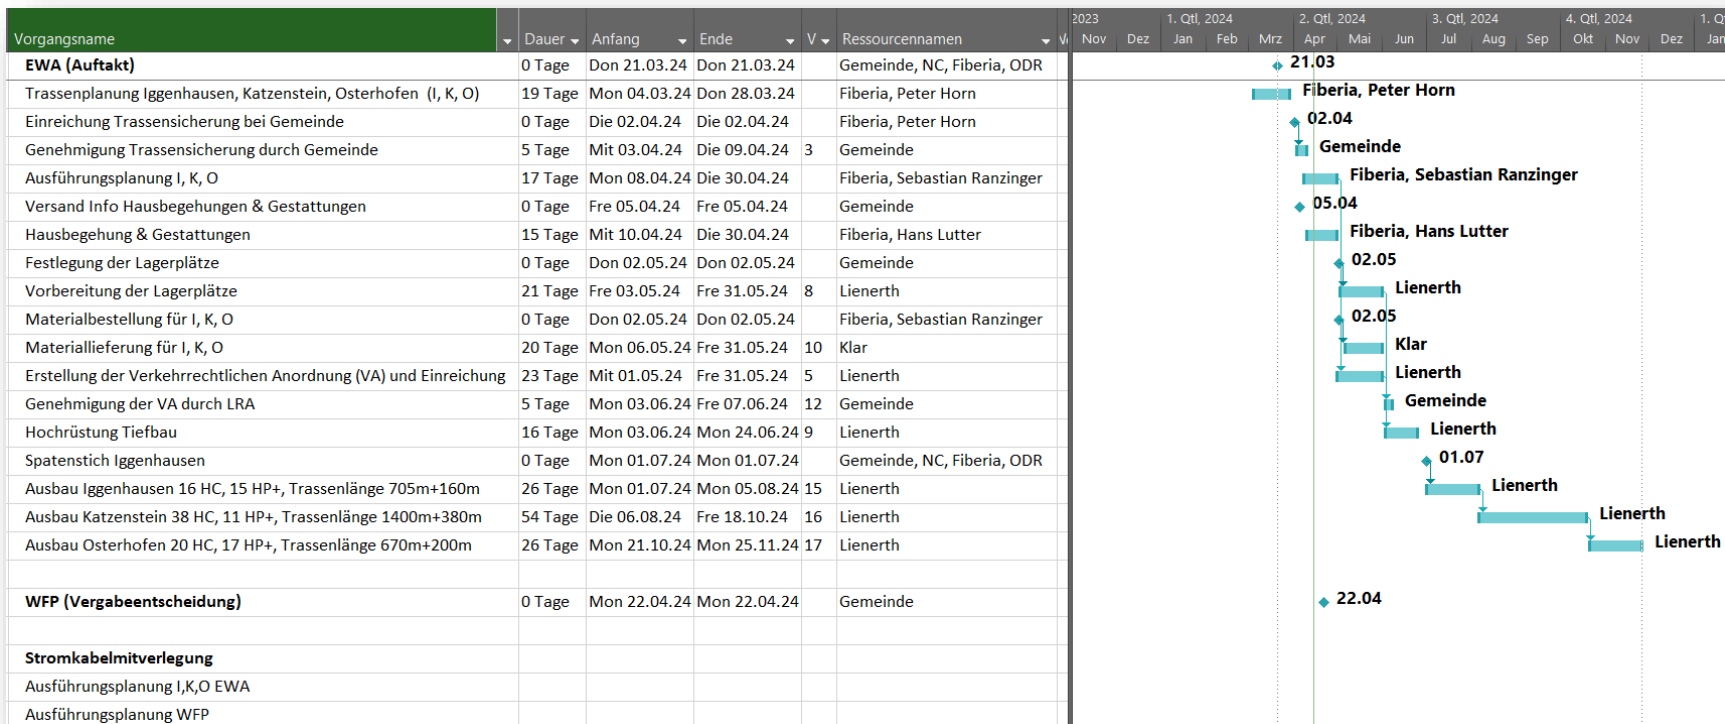 2023 1. Qtl, 2024 2. Qtl, 2024 3. Qtl, 2024 4. Qtl, 2024
Vorgangsname Dauer Anfang Ende V Ressourcennamen Nov Dez Jan Feb Mrz Apr Mai Jun Jul Aug Sep Okt Nov Dez Jan
EWA (Auftakt) 0 Tage Don 21.03.24 Don 21.03.24 Gemeinde, NC, Fiberia, ODR 21.03
Trassenplanung Iggenhausen, Katzenstein, Osterhofen (I, K, O) 19 Tage Mon 04.03.24 Don 28.03.24 Fiberia, Peter Horn Fiberia, Peter Horn
Einreichung Trassensicherung bei Gemeinde 0 Tage Die 02.04.24 Die 02.04.24 Fiberia, Peter Horn 02.04
Genehmigung Trassensicherung durch Gemeinde 5 Tage Mit 03.04.24 Die 09.04.24 3 Gemeinde Gemeinde
Ausführungsplanung I, K, O 17 Tage Mon 08.04.24 Die 30.04.24 Fiberia, Sebastian Ranzinger Fiberia, Sebastian Ranzinger
Versand Info Hausbegehungen & Gestattungen 0 Tage Fre 05.04.24 Fre 05.04.24 Gemeinde 05.04
Hausbegehung & Gestattungen 15 Tage Mit 10.04.24 Die 30.04.24 Fiberia, Hans Lutter Fiberia, Hans Lutter
Festlegung der Lagerplätze 0 Tage Don 02.05.24 Don 02.05.24 Gemeinde 02.05
Vorbereitung der Lagerplätze 21 Tage Fre 03.05.24 Fre 31.05.24 8 Lienerth Lienerth
Materialbestellung für I, K, O 0 Tage Don 02.05.24 Don 02.05.24 Fiberia, Sebastian Ranzinger 02.05
Materiallieferung für I, K, O 20 Tage Mon 06.05.24 Fre 31.05.24 10 Klar Klar
Erstellung der Verkehrrechtlichen Anordnung (VA) und Einreichung 23 Tage Mit 01.05.24 Fre 31.05.24 5 Lienerth Lienerth
Genehmigung der VA durch LRA 5 Tage Mon 03.06.24 Fre 07.06.24 12 Gemeinde Gemeinde
Hochrüstung Tiefbau 16 Tage Mon 03.06.24 Mon 24.06.24 9 Lienerth Lienerth
Spatenstich Iggenhausen 0 Tage Mon 01.07.24 Mon 01.07.24 Gemeinde, NC, Fiberia, ODR 01.07
Ausbau Iggenhausen 16 HC, 15 HP+, Trassenlänge 705m+160m 26 Tage Mon 01.07.24 Mon 05.08.24 15 Lienerth Lienerth
Ausbau Katzenstein 38 HC, 11 HP+, Trassenlänge 1400m+380m 54 Tage Die 06.08.24 Fre 18.10.24 16 Lienerth Lienerth
Ausbau Osterhofen 20 HC, 17 HP+, Trassenlänge 670m+200m 26 Tage Mon 21.10.24 Mon 25.11.24 17 Lienerth Lienerth
WFP (Vergabeentscheidung) 0 Tage Mon 22.04.24 Mon 22.04.24 Gemeinde 22.04
Stromkabelmitverlegung
Ausführungsplanung I,K,O EWA
Ausführungsplanung WFP